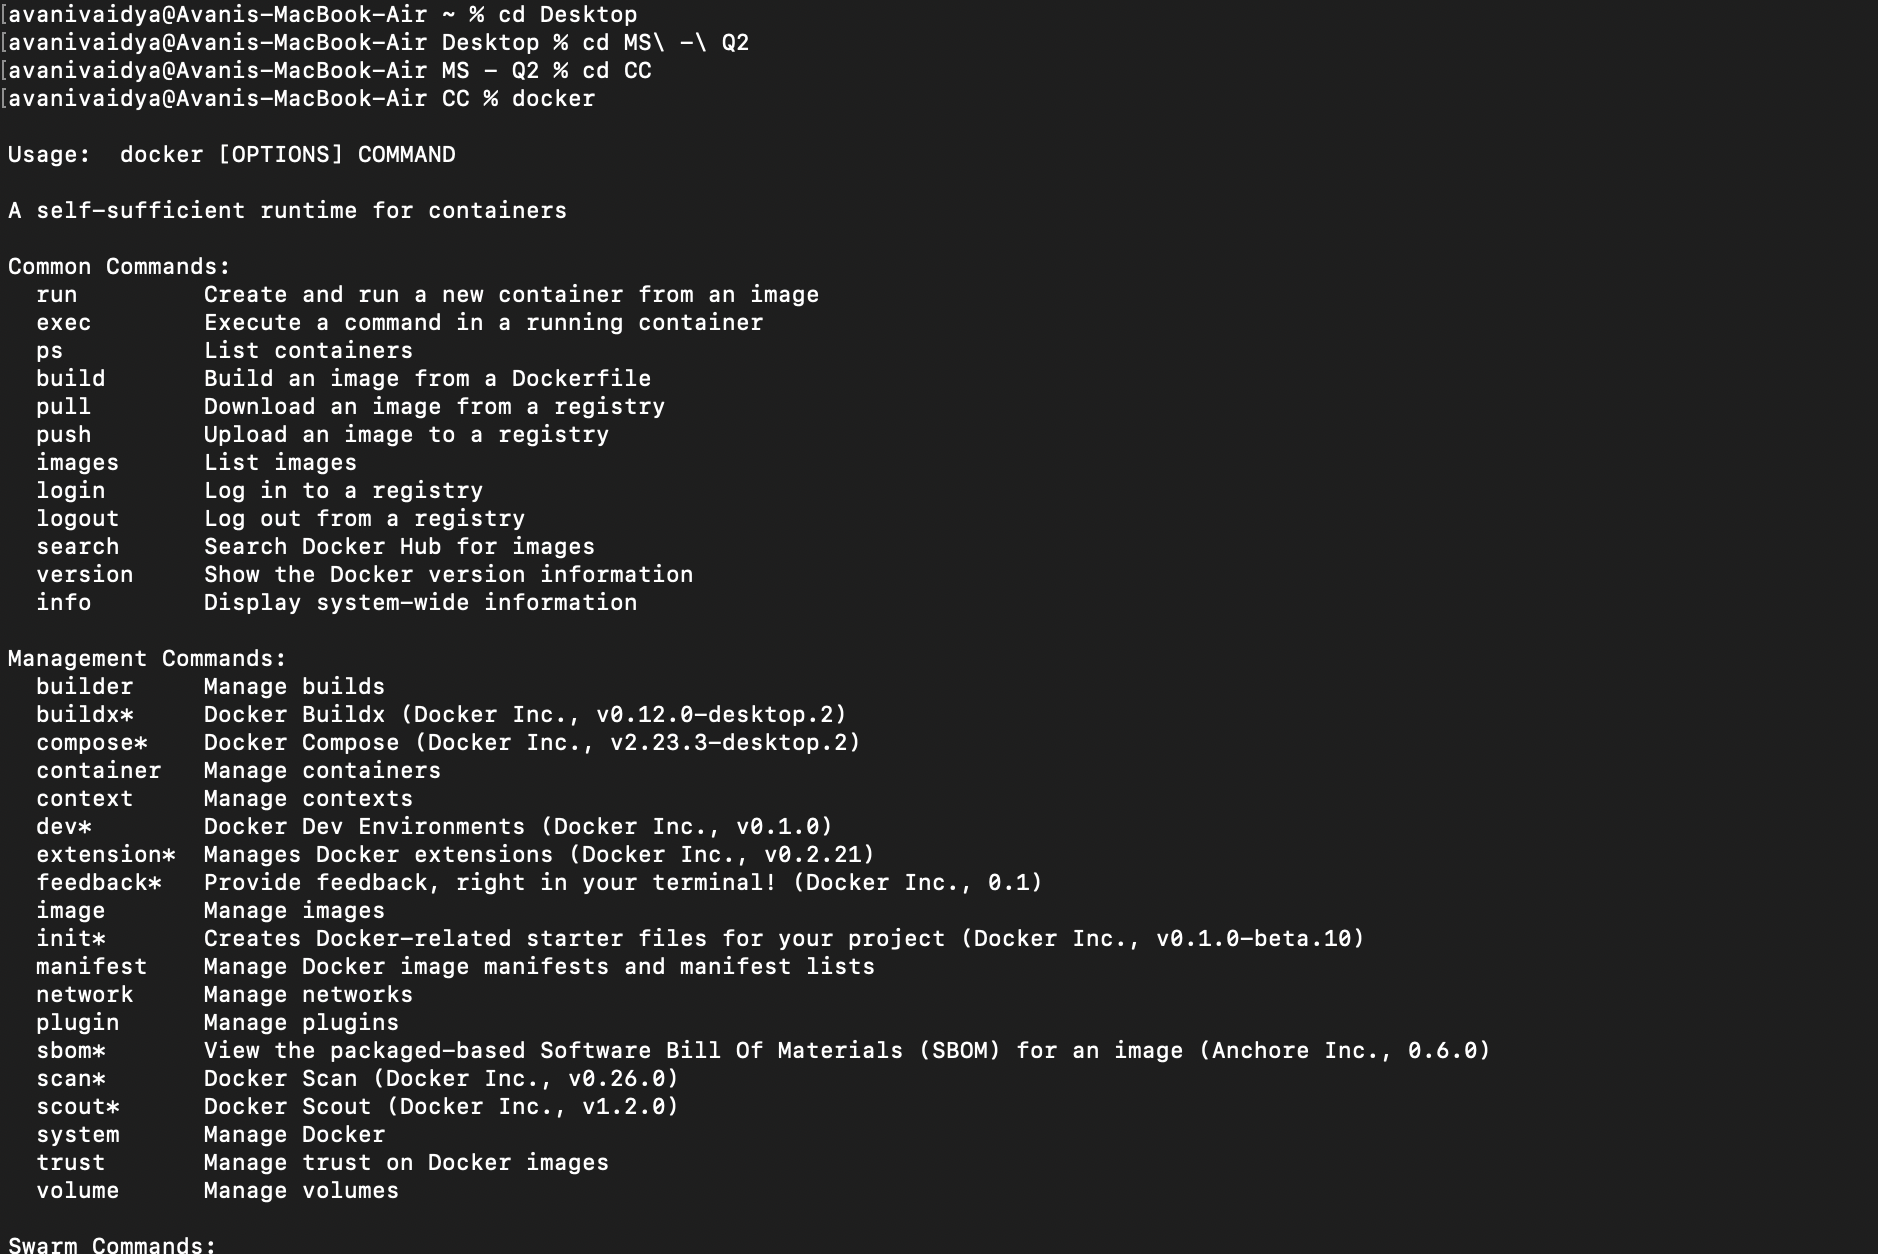 [avanivaidya@Avanis-MacBook-Air ~ % cd Desktop
[avanivaidya@Avanis-MacBook-Air Desktop % cd MS\ -\ Q2
[avanivaidya@Avanis-MacBook-Air MS - Q2 % cd CC
[avanivaidya@Avanis-MacBook-Air CC % docker
Usage:  docker [OPTIONS] COMMAND
A self-sufficient runtime for containers
Common Commands:
  run         Create and run a new container from an image
  exec        Execute a command in a running container
  ps          List containers
  build       Build an image from a Dockerfile
  pull        Download an image from a registry
  push        Upload an image to a registry
  images      List images
  login       Log in to a registry
  logout      Log out from a registry
  search      Search Docker Hub for images
  version     Show the Docker version information
  info        Display system-wide information
Management Commands:
  builder     Manage builds
  buildx*     Docker Buildx (Docker Inc., v0.12.0-desktop.2)
  compose*    Docker Compose (Docker Inc., v2.23.3-desktop.2)
  container   Manage containers
  context     Manage contexts
  dev*        Docker Dev Environments (Docker Inc., v0.1.0)
  extension*  Manages Docker extensions (Docker Inc., v0.2.21)
  feedback*   Provide feedback, right in your terminal! (Docker Inc., 0.1)
  image       Manage images
  init*       Creates Docker-related starter files for your project (Docker Inc., v0.1.0-beta.10)
  manifest    Manage Docker image manifests and manifest lists
  network     Manage networks
  plugin      Manage plugins
  sbom*       View the packaged-based Software Bill Of Materials (SBOM) for an image (Anchore Inc., 0.6.0)
  scan*       Docker Scan (Docker Inc., v0.26.0)
  scout*      Docker Scout (Docker Inc., v1.2.0)
  system      Manage Docker
  trust       Manage trust on Docker images
  volume      Manage volumes
Swarm Commands: